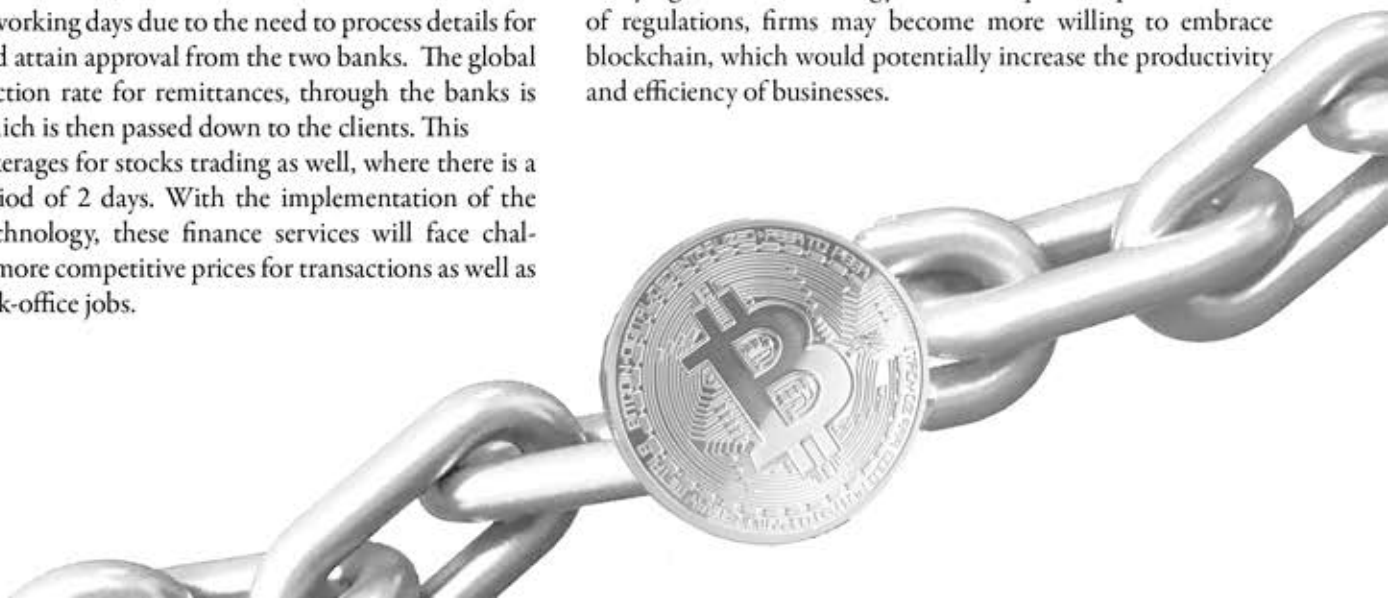 working days due to the need to process details for
attain approval from the two banks. The global
ction rate for remittances, through the banks is
ich is then passed down to the clients. This
erages for stocks trading as well, where there is a
iod of 2 days. With the implementation of the
chnology, these finance services will face chal-
more competitive prices for transactions as well as
k-office jobs.
of regulations, firms may become more willing to embrace
blockchain, which would potentially increase the productivity
and efficiency of businesses.